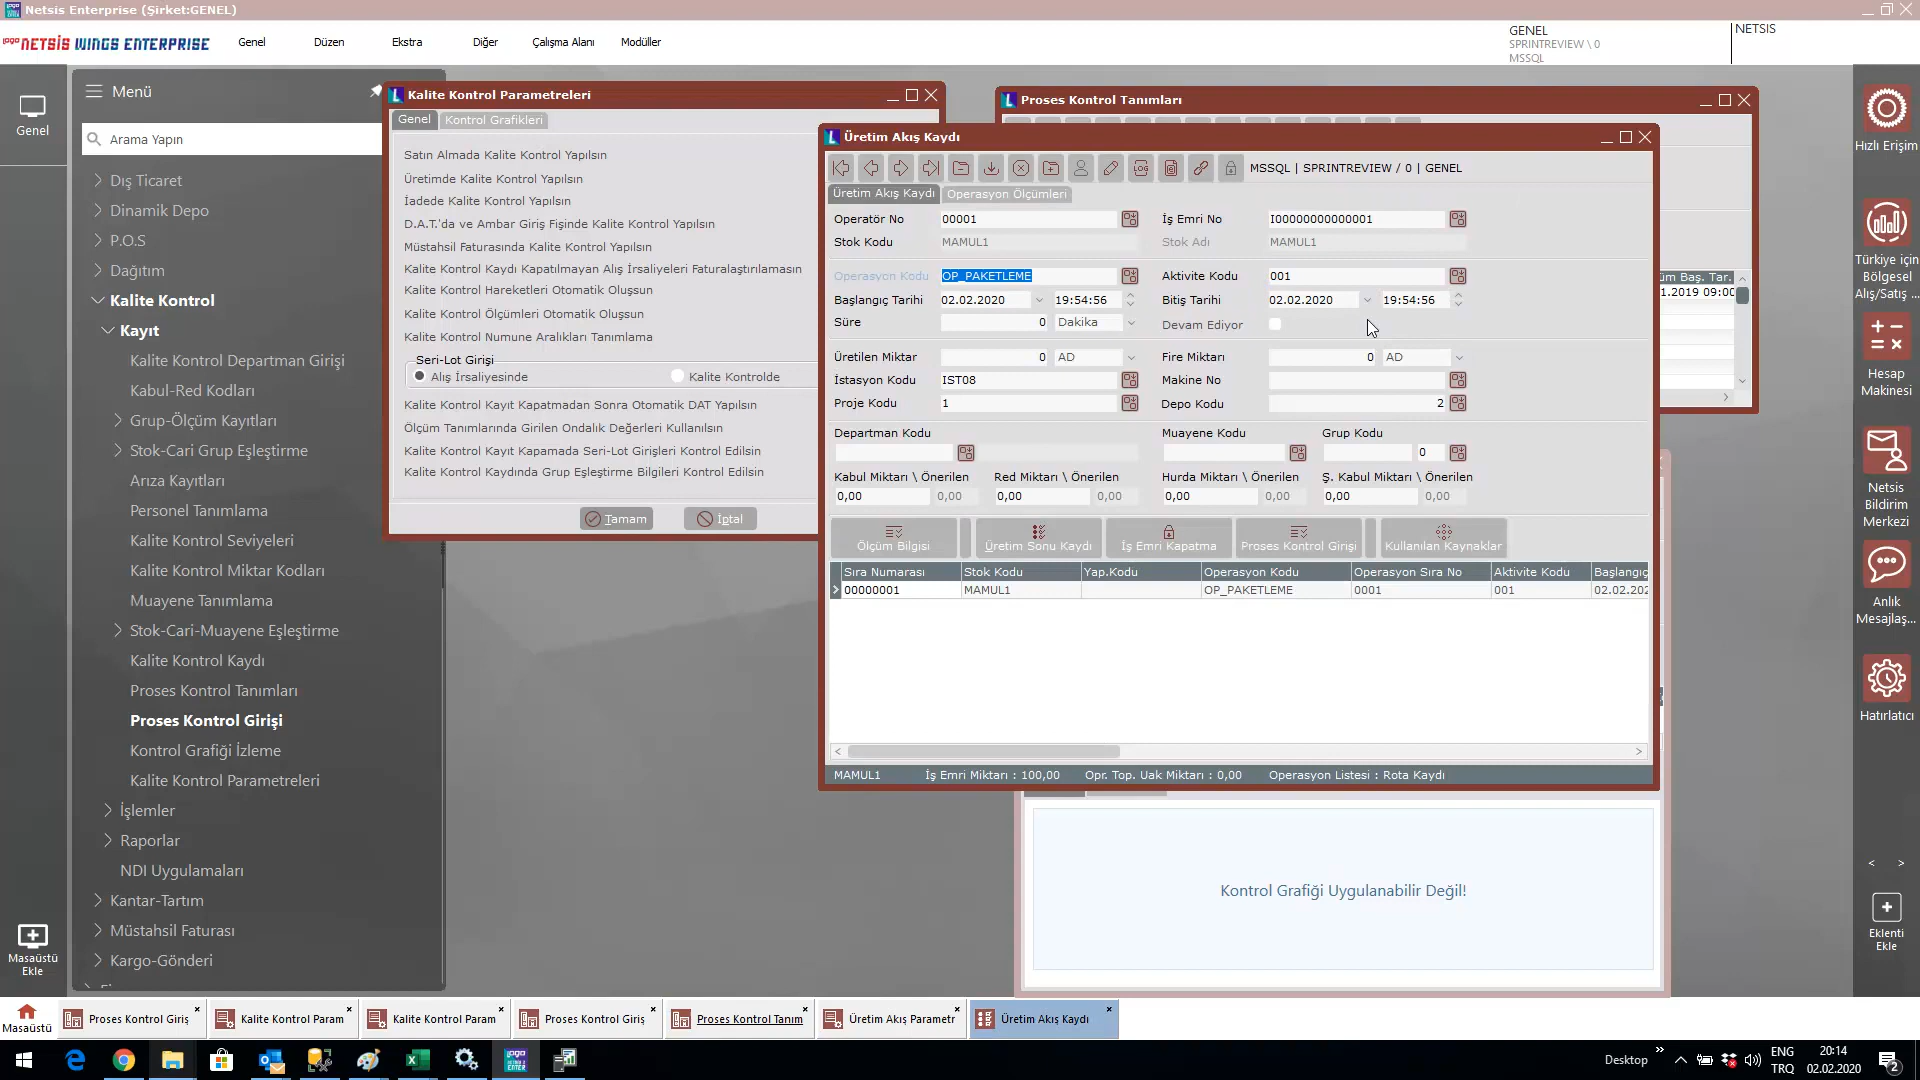 Netsis Enterprise (Şirket:GENEL)
logo NETSİS WINGS ENTERPRISE
Genel
Düzen
Ekstra
Diğer
Çalışma Alanı
Modüller
GENEL
SPRINTREVIEW \ 0
MSSQL
NETSIS
Genel
Masaüstü
Ekle
Menü
Arama Yapın
Dış Ticaret
Dinamik Depo
P.O.S
Dağıtım
Kalite Kontrol
Kayıt
Kalite Kontrol Departman Girişi
Kabul-Red Kodları
Grup-Ölçüm Kayıtları
Stok-Cari Grup Eşleştirme
Arıza Kayıtları
Personel Tanımlama
Kalite Kontrol Seviyeleri
Kalite Kontrol Miktar Kodları
Muayene Tanımlama
Stok-Cari-Muayene Eşleştirme
Kalite Kontrol Kaydı
Proses Kontrol Tanımları
Proses Kontrol Girişi
Kontrol Grafiği İzleme
Kalite Kontrol Parametreleri
İşlemler
Raporlar
NDI Uygulamaları
Kantar-Tartım
Müstahsil Faturası
Kargo-Gönderi
Kalite Kontrol Parametreleri
Genel
Kontrol Grafikleri
Satın Almada Kalite Kontrol Yapılsın
Üretimde Kalite Kontrol Yapılsın
İadede Kalite Kontrol Yapılsın
D.A.T.'da ve Ambar Giriş Fişinde Kalite Kontrol Yapılsın
Müstahsil Faturasında Kalite Kontrol Yapılsın
Kalite Kontrol Kaydı Kapatılmayan Alış İrsaliyeleri Faturalaştırılamasın
Kalite Kontrol Hareketleri Otomatik Oluşsun
Kalite Kontrol Ölçümleri Otomatik Oluşsun
Kalite Kontrol Numune Aralıkları Tanımlama
Seri-Lot Girişi
Alış İrsaliyesinde
Kalite Kontrolde
Kalite Kontrol Kayıt Kapatmadan Sonra Otomatik DAT Yapılsın
Ölçüm Tanımlarında Girilen Ondalık Değerleri Kullanılsın
Kalite Kontrol Kayıt Kapamada Seri-Lot Girişleri Kontrol Edilsin
Kalite Kontrol Kaydında Grup Eşleştirme Bilgileri Kontrol Edilsin
Tamam
İptal
Proses Kontrol Tanımları
Üretim Akış Kaydı
MSSQL | SPRINTREVIEW / 0 | GENEL
Üretim Akış Kaydı
Operasyon Ölçümleri
Operatör No 00001 İş Emri No I00000000000001
Stok Kodu MAMUL1 Stok Adı MAMUL1
Operasyon Kodu OP_PAKETLEME Aktivite Kodu 001
Başlangıç Tarihi 02.02.2020 19:54:56 Bitiş Tarihi 02.02.2020 19:54:56
Süre 0 Dakika Devam Ediyor
Üretilen Miktar 0 AD Fire Miktarı 0 AD
İstasyon Kodu IST08 Makine No
Proje Kodu 1 Depo Kodu 2
Departman Kodu Muayene Kodu Grup Kodu
0
Kabul Miktarı \ Önerilen Red Miktarı \ Önerilen Hurda Miktarı \ Önerilen Ş. Kabul Miktarı \ Önerilen
0,00 0,00 0,00 0,00 0,00 0,00 0,00 0,00
Ölçüm Bilgisi
Üretim Sonu Kaydı
İş Emri Kapatma
Proses Kontrol Girişi
Kullanılan Kaynaklar
Sıra Numarası Stok Kodu Yap.Kodu Operasyon Kodu Operasyon Sıra No Aktivite Kodu Başlangıç
00000001 MAMUL1 OP_PAKETLEME 0001 001 02.02.202
MAMUL1 İş Emri Miktarı : 100,00 Opr. Top. Uak Miktarı : 0,00 Operasyon Listesi : Rota Kaydı
üm Baş. Tar.
1.2019 09:00
Kontrol Grafiği Uygulanabilir Değil!
Hızlı Erişim
Türkiye için
Bölgesel
Alış/Satış ...
Hesap
Makinesi
Netsis
Bildirim
Merkezi
Anlık
Mesajlaş...
Hatırlatıcı
Eklenti
Ekle
Masaüstü
Proses Kontrol Giriş
Kalite Kontrol Param
Kalite Kontrol Param
Proses Kontrol Giriş
Proses Kontrol Tanım
Üretim Akış Parametr
Üretim Akış Kaydı
Desktop
ENG
TRQ
20:14
02.02.2020
2